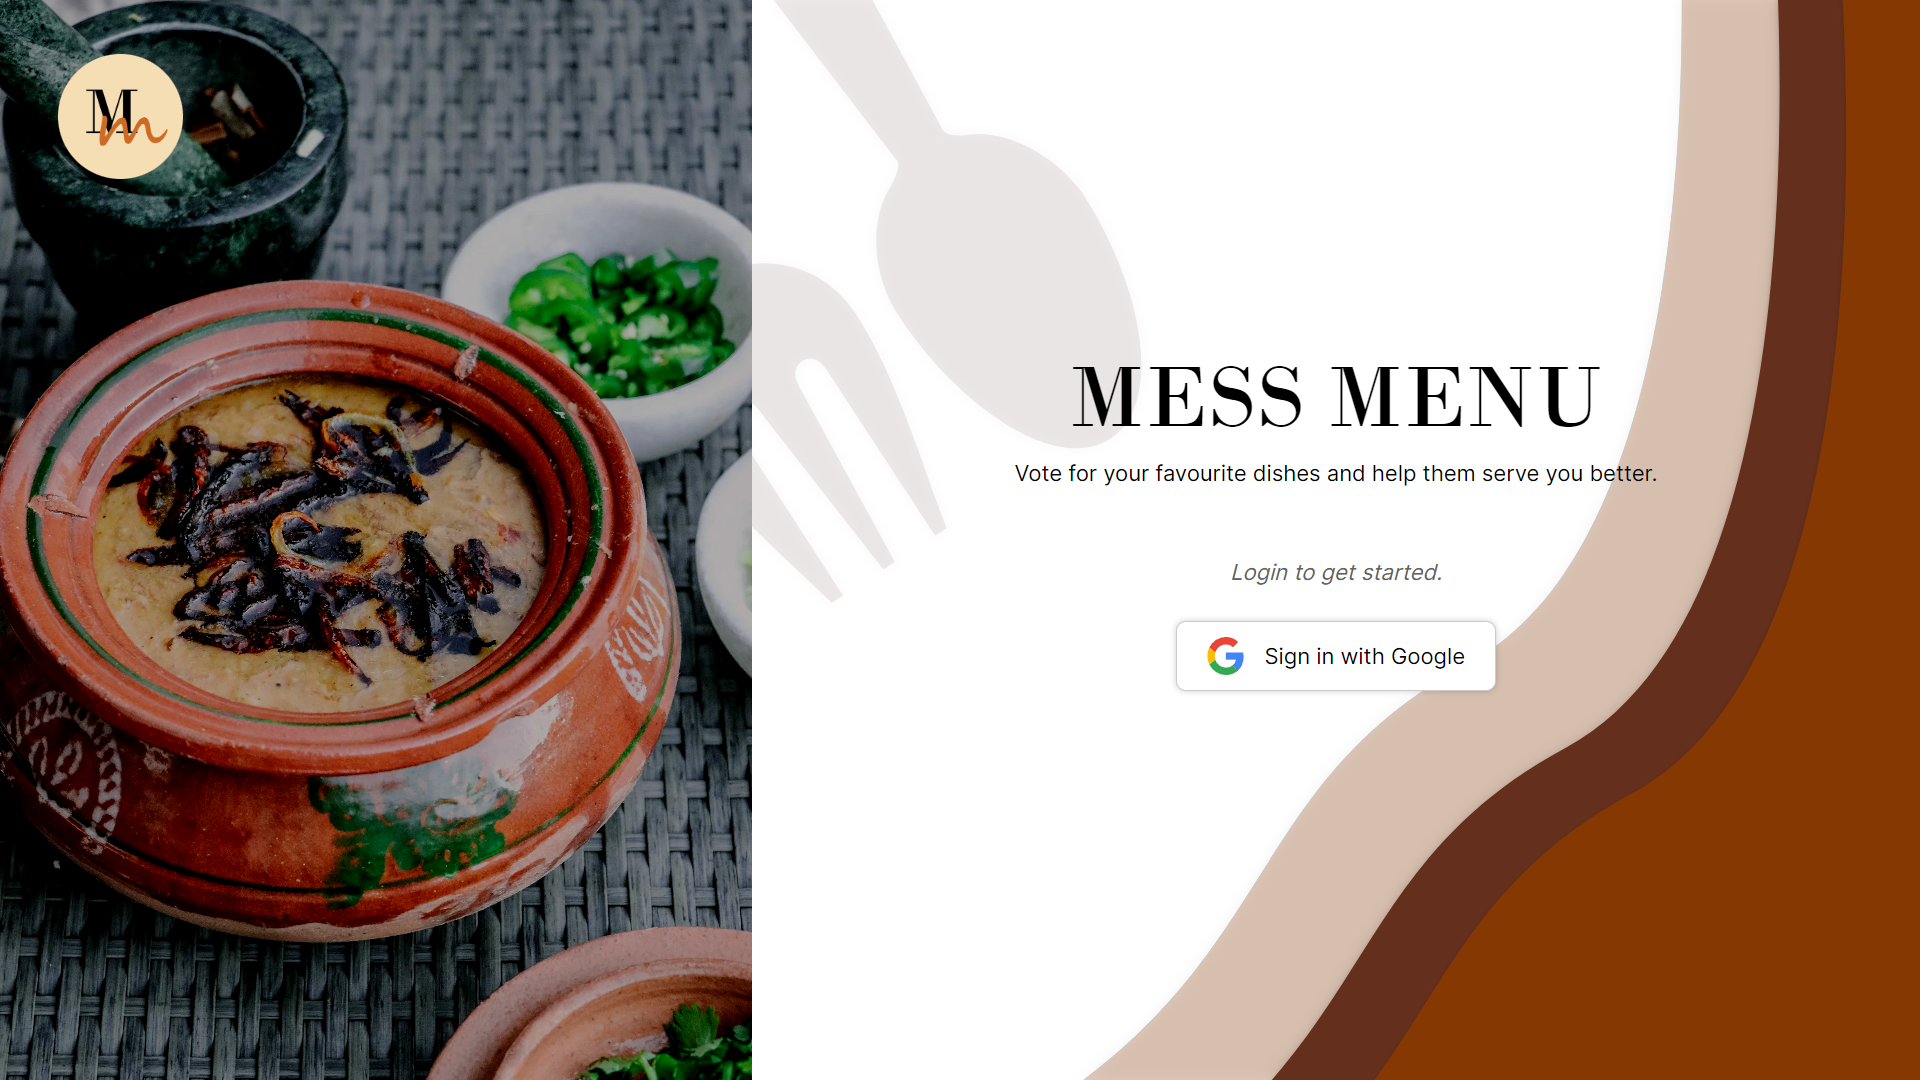 Mm
MESS MENU
Vote for your favourite dishes and help them serve you better.
Login to get started.
Sign in with Google